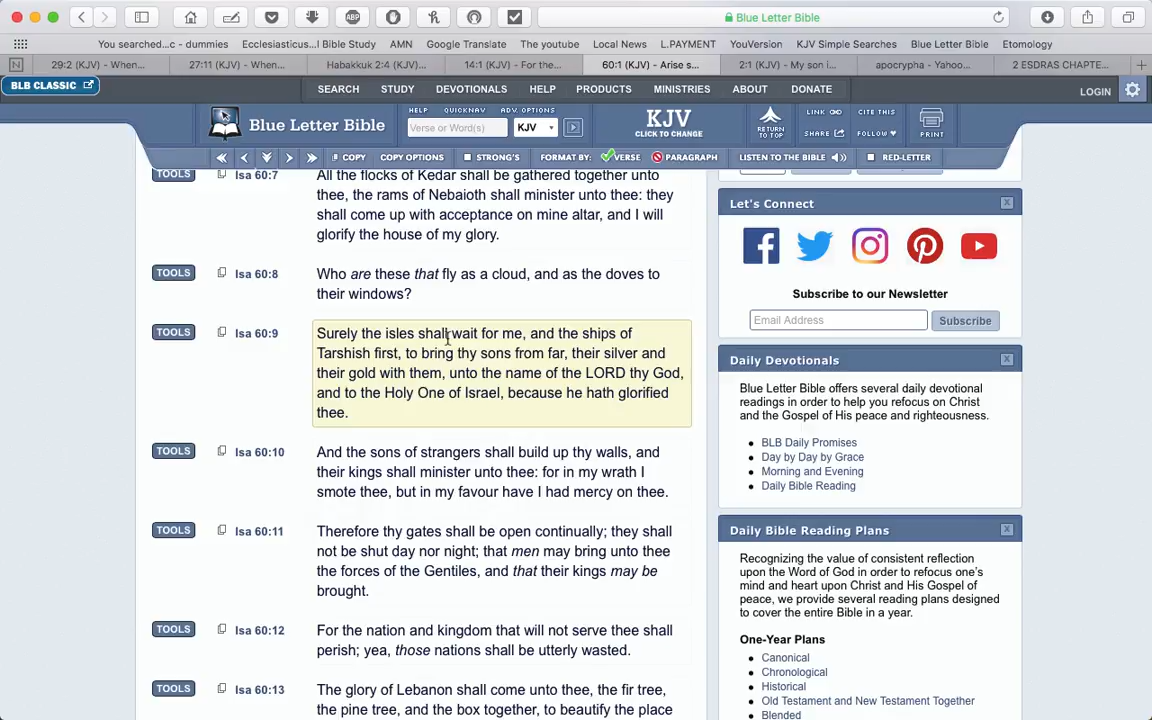 Blue Letter Bible
You searched...c - dummies
Ecclesiasticus...l Bible Study
AMN
Google Translate
The youtube
Local News
L.PAYMENT
YouVersion
KJV Simple Searches
Blue Letter Bible
Etomology
29:2 (KJV) - When...
27:11 (KJV) - When...
Habakkuk 2:4 (KJV)...
14:1 (KJV) - For the...
60:1 (KJV) - Arise s...
2:1 (KJV) - My son i...
apocrypha - Yahoo...
2 ESDRAS CHAPTE...
BLB CLASSIC
SEARCH
STUDY
DEVOTIONALS
HELP
PRODUCTS
MINISTRIES
ABOUT
DONATE
LOGIN
Blue Letter Bible
HELP
QUICKNAV
ADV. OPTIONS
Verse or Word(s)
KJV
KJV
CLICK TO CHANGE
RETURN
TO TOP
LINK
SHARE
CITE THIS
FOLLOW
PRINT
COPY
COPY OPTIONS
STRONG'S
FORMAT BY:
VERSE
PARAGRAPH
LISTEN TO THE BIBLE
RED-LETTER
TOOLS
Isa 60:7
All the flocks of Kedar shall be gathered together unto
thee, the rams of Nebaioth shall minister unto thee: they
shall come up with acceptance on mine altar, and I will
glorify the house of my glory.
TOOLS
Isa 60:8
Who are these that fly as a cloud, and as the doves to
their windows?
TOOLS
Isa 60:9
Surely the isles shall wait for me, and the ships of
Tarshish first, to bring thy sons from far, their silver and
their gold with them, unto the name of the LORD thy God,
and to the Holy One of Israel, because he hath glorified
thee.
TOOLS
Isa 60:10
And the sons of strangers shall build up thy walls, and
their kings shall minister unto thee: for in my wrath I
smote thee, but in my favour have I had mercy on thee.
TOOLS
Isa 60:11
Therefore thy gates shall be open continually; they shall
not be shut day nor night; that men may bring unto thee
the forces of the Gentiles, and that their kings may be
brought.
TOOLS
Isa 60:12
For the nation and kingdom that will not serve thee shall
perish; yea, those nations shall be utterly wasted.
TOOLS
Isa 60:13
The glory of Lebanon shall come unto thee, the fir tree,
the pine tree, and the box together, to beautify the place
Let's Connect
Subscribe to our Newsletter
Email Address
Subscribe
Daily Devotionals
Blue Letter Bible offers several daily devotional
readings in order to help you refocus on Christ
and the Gospel of His peace and righteousness.
BLB Daily Promises
Day by Day by Grace
Morning and Evening
Daily Bible Reading
Daily Bible Reading Plans
Recognizing the value of consistent reflection
upon the Word of God in order to refocus one's
mind and heart upon Christ and His Gospel of
peace, we provide several reading plans designed
to cover the entire Bible in a year.
One-Year Plans
Canonical
Chronological
Historical
Old Testament and New Testament Together
Blended